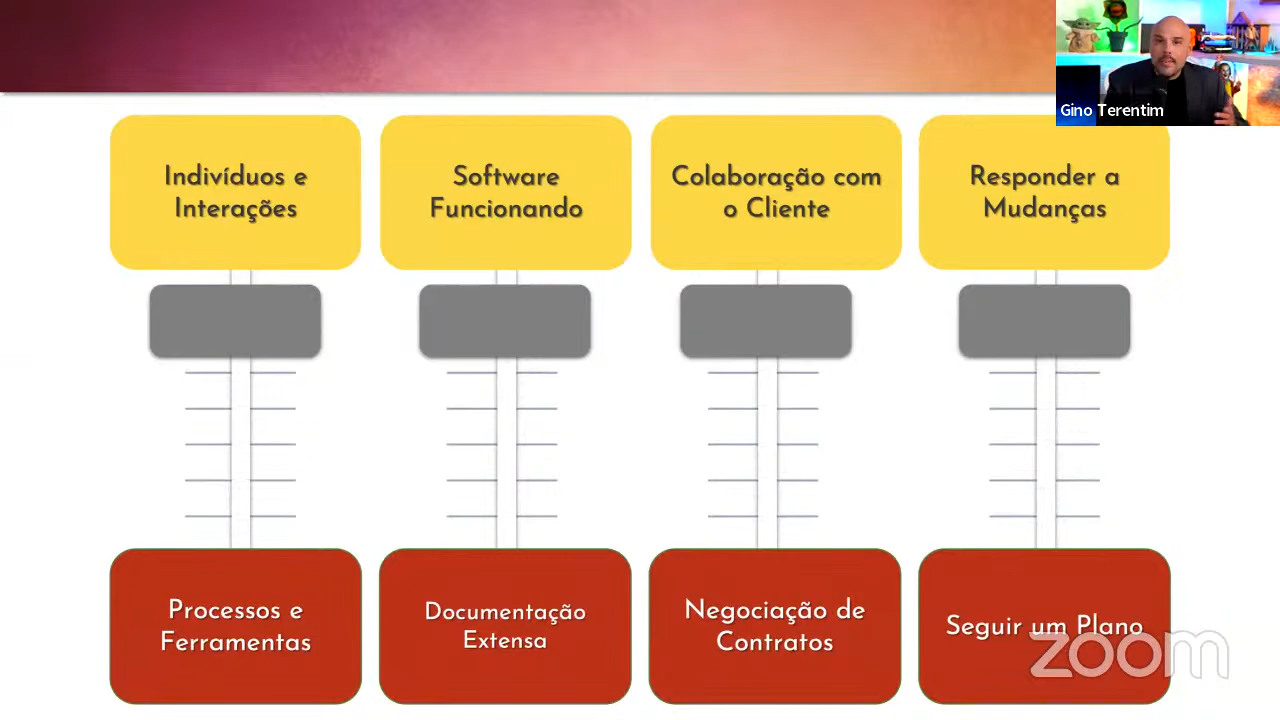 Gino Terentim
Indivíduos e
Interações
Software
Funcionando
Colaboração com
o Cliente
Responder a
Mudanças
Processos e
Ferramentas
Documentação
Extensa
Negociação de
Contratos
Seguir um Plano
zoom